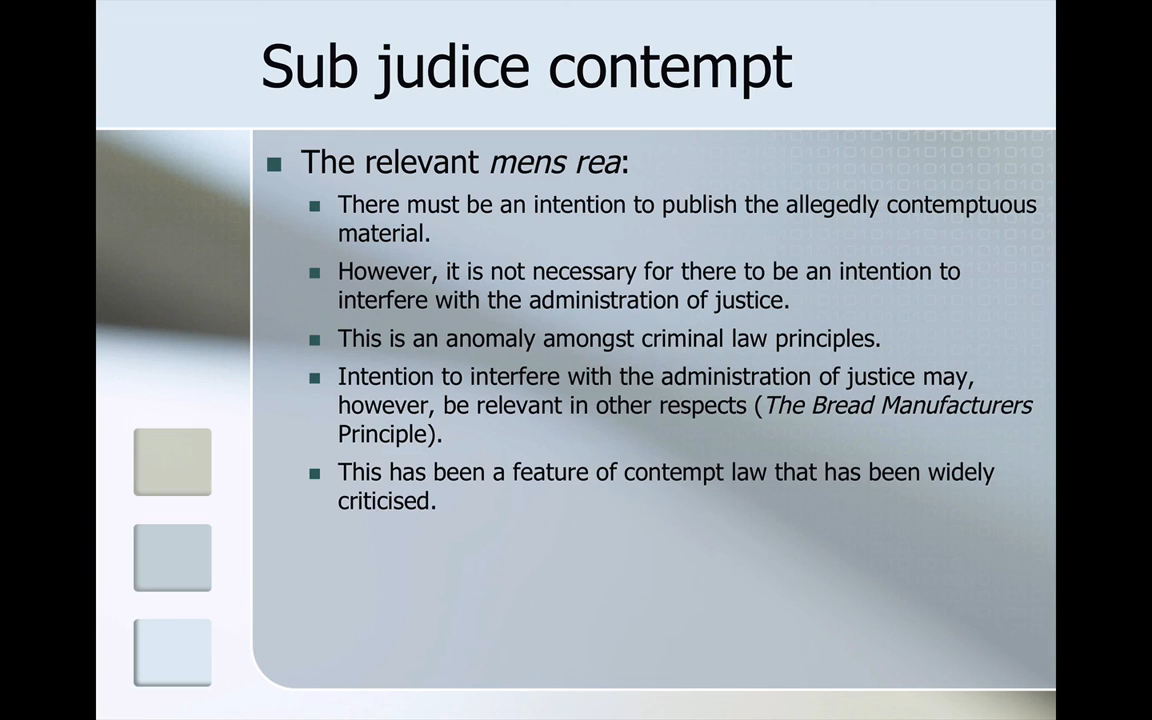 Sub judice contempt
The relevant mens rea:
There must be an intention to publish the allegedly contemptuous
material.
However, it is not necessary for there to be an intention to
interfere with the administration of justice.
This is an anomaly amongst criminal law principles.
Intention to interfere with the administration of justice may,
however, be relevant in other respects (The Bread Manufacturers
Principle).
This has been a feature of contempt law that has been widely
criticised.